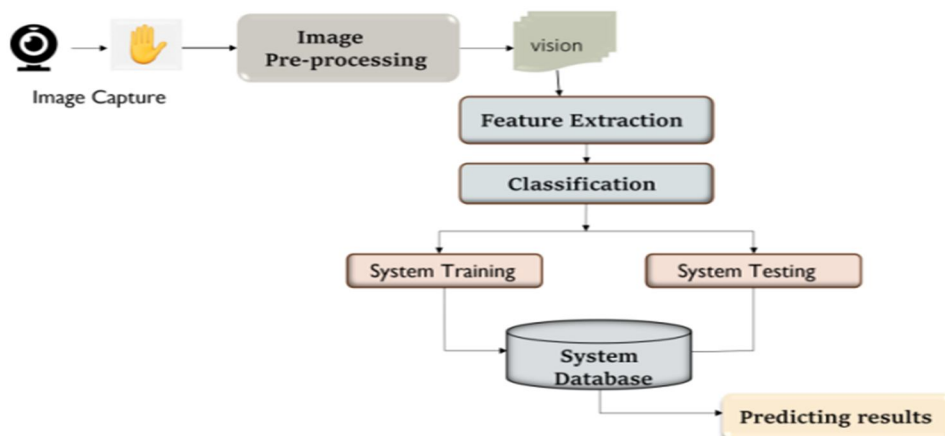 Image
Pre-processing
vision
Image Capture
Feature Extraction
Classification
System Training
System Testing
System
Database
Predicting results